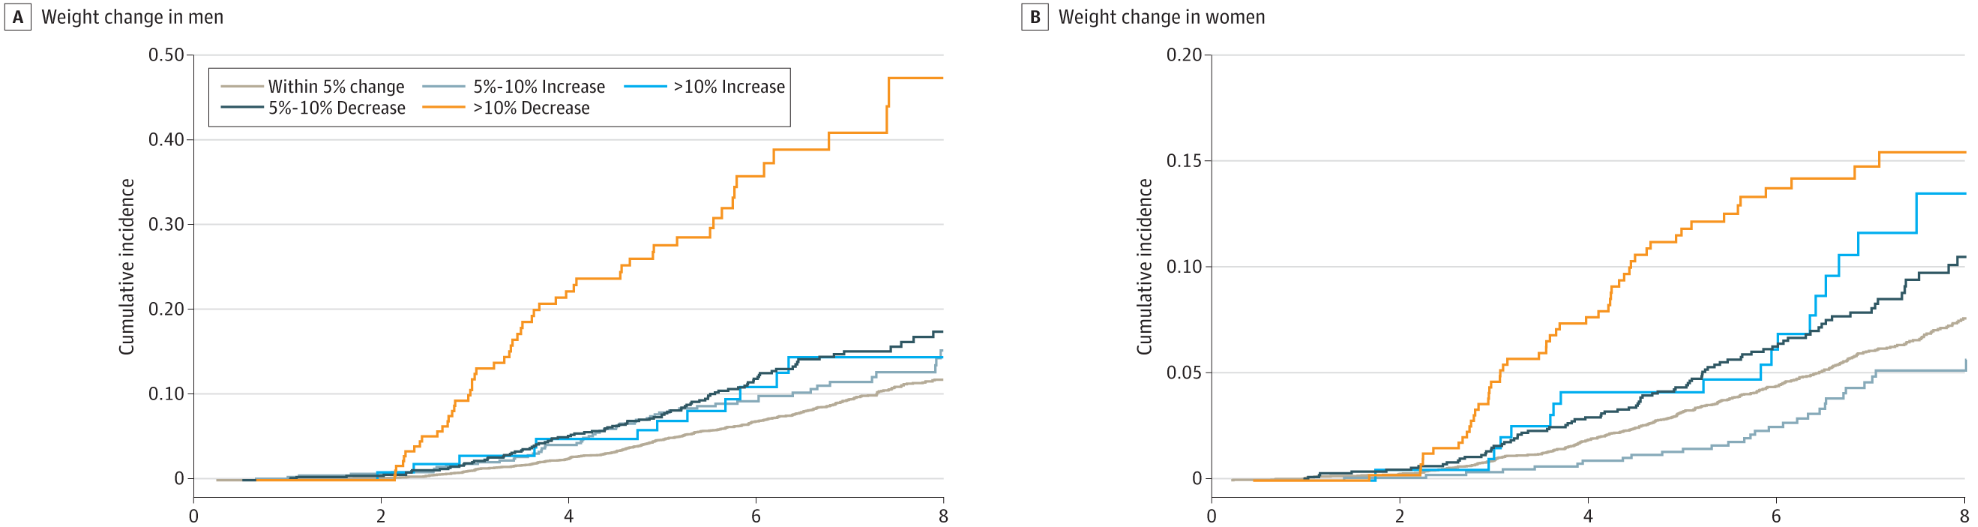 A Weight change in men
0.50
0.40
0.30
0.20
0.10
0
Cumulative incidence
Within 5% change 5%-10% Increase >10% Increase
5%-10% Decrease >10% Decrease
0 2 4 6 8
B Weight change in women
0.20
0.15
0.10
0.05
0
Cumulative incidence
0 2 4 6 8